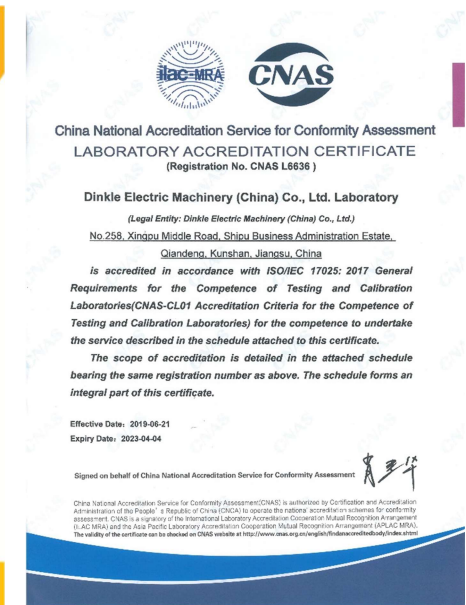 ilac-MRA
CNAS
China National Accreditation Service for Conformity Assessment
LABORATORY ACCREDITATION CERTIFICATE
(Registration No. CNAS L6636 )
Dinkle Electric Machinery (China) Co., Ltd. Laboratory
(Legal Entity: Dinkle Electric Machinery (China) Co., Ltd.)
No.258, Xingpu Middle Road, Shipu Business Administration Estate,
Qiandeng, Kunshan, Jiangsu, China
is accredited in accordance with ISO/IEC 17025: 2017 General
Requirements for the Competence of Testing and Calibration
Laboratories(CNAS-CL01 Accreditation Criteria for the Competence of
Testing and Calibration Laboratories) for the competence to undertake
the service described in the schedule attached to this certificate.
The scope of accreditation is detailed in the attached schedule
bearing the same registration number as above. The schedule forms an
integral part of this certificate.
Effective Date: 2019-06-21
Expiry Date: 2023-04-04
Signed on behalf of China National Accreditation Service for Conformity Assessment
China National Accreditation Service for Conformity Assessment(CNAS) is authorized by Certification and Accreditation
Administration of the People's Republic of China (CNCA) to operate the national accreditation schemes for conformity
assessment. CNAS is a signatory of the International Laboratory Accreditation Cooperation Mutual Recognition Arrangement
(ILAC MRA) and the Asia Pacific Laboratory Accreditation Cooperation Mutual Recognition Arrangement (APLAC MRA).
The validity of the certificate can be checked on CNAS website at http://www.cnas.org.cn/english/findanaccreditedbody/index.shtml